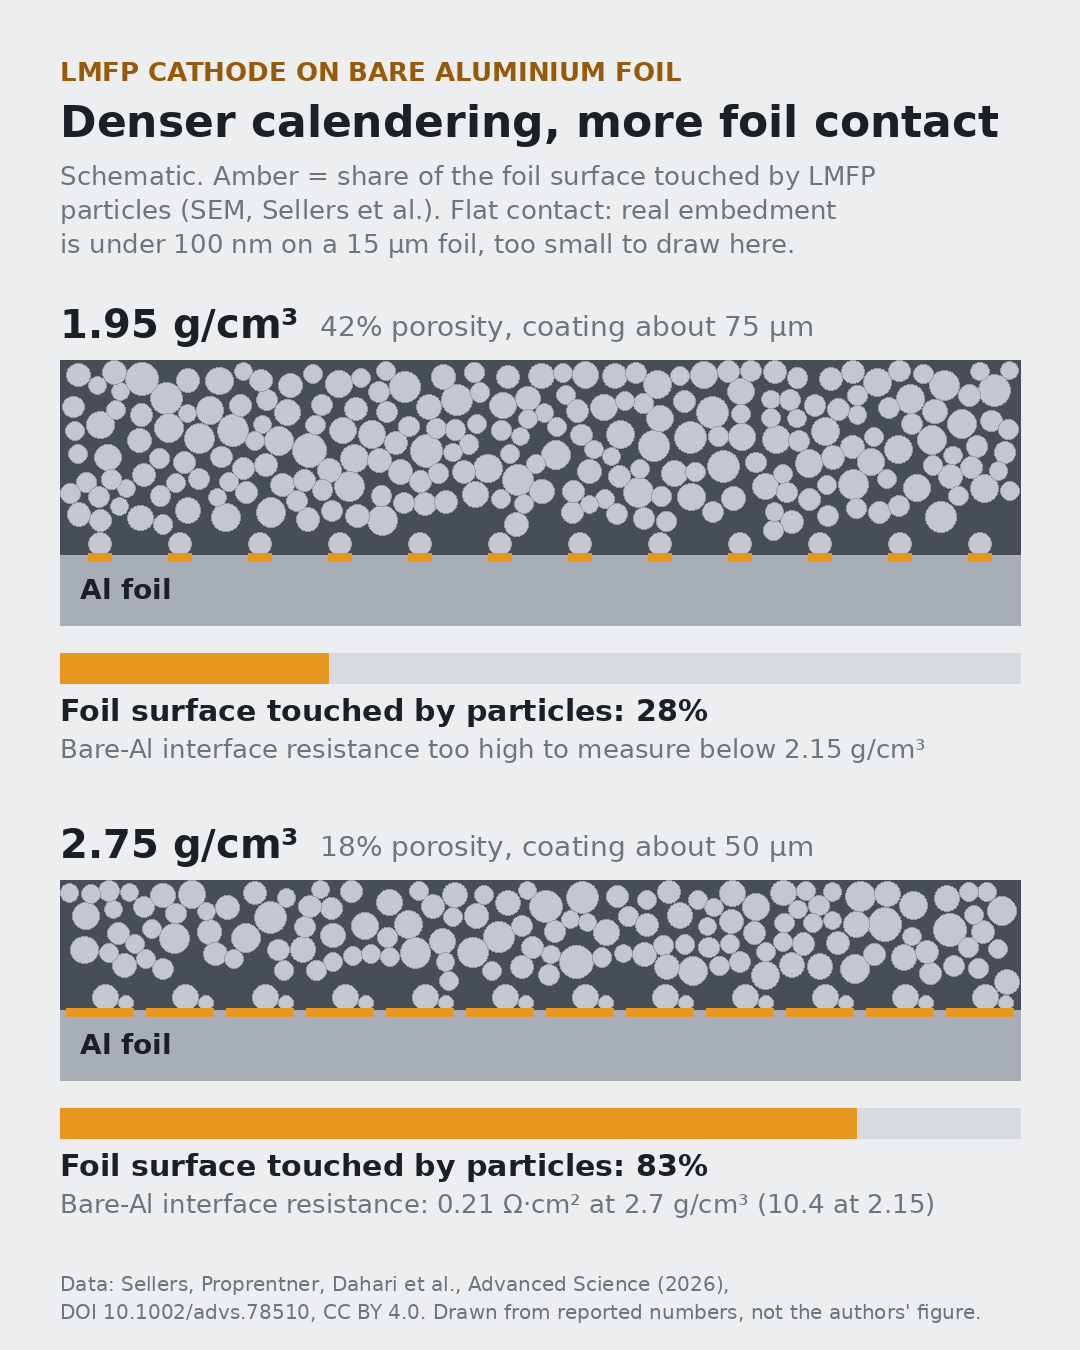 LMFP CATHODE ON BARE ALUMINIUM FOIL
Denser calendering, more foil contact
Schematic. Amber = share of the foil surface touched by LMFP
particles (SEM, Sellers et al.). Flat contact: real embedment
is under 100 nm on a 15 µm foil, too small to draw here.
1.95 g/cm³ 42% porosity, coating about 75 µm
Al foil
Foil surface touched by particles: 28%
Bare-Al interface resistance too high to measure below 2.15 g/cm³
2.75 g/cm³ 18% porosity, coating about 50 µm
Al foil
Foil surface touched by particles: 83%
Bare-Al interface resistance: 0.21 Ω·cm² at 2.7 g/cm³ (10.4 at 2.15)
Data: Sellers, Proprentner, Dahari et al., Advanced Science (2026),
DOI 10.1002/advs.78510, CC BY 4.0. Drawn from reported numbers, not the authors' figure.